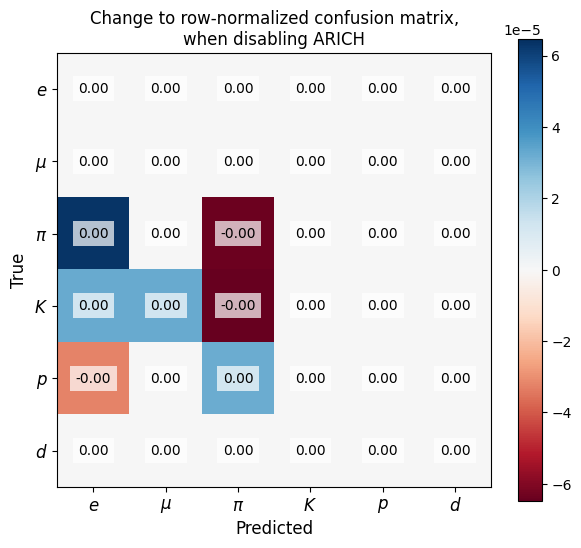 Change to row-normalized confusion matrix,
when disabling ARICH
1e−5
e 0.00 0.00 0.00 0.00 0.00 0.00
μ 0.00 0.00 0.00 0.00 0.00 0.00
π 0.00 0.00 -0.00 0.00 0.00 0.00
K 0.00 0.00 -0.00 0.00 0.00 0.00
p -0.00 0.00 0.00 0.00 0.00 0.00
d 0.00 0.00 0.00 0.00 0.00 0.00
e μ π K p d
True
Predicted
6
4
2
0
−2
−4
−6